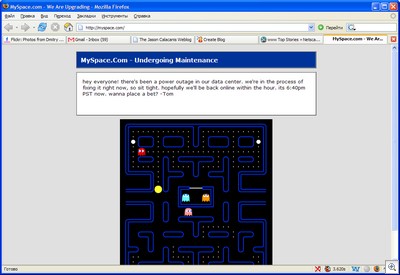 MySpace.com - We Are Upgrading - Mozilla Firefox
Файл Правка Вид Переход Закладки Инструменты Справка
http://myspace.com/
Перейти
Flickr: Photos from Dmitry ...
Gmail - Inbox (59)
The Jason Calacanis Weblog
Create Blog
www Top Stories - Netscap...
MySpace.com - We Ar...
MySpace.Com - Undergoing Maintenance
hey everyone! there's been a power outage in our data center. we're in the process of
fixing it right now, so sit tight. hopefully we'll be back online within the hour. its 6:40pm
PST now. wanna place a bet? -Tom
Готово
3.620s